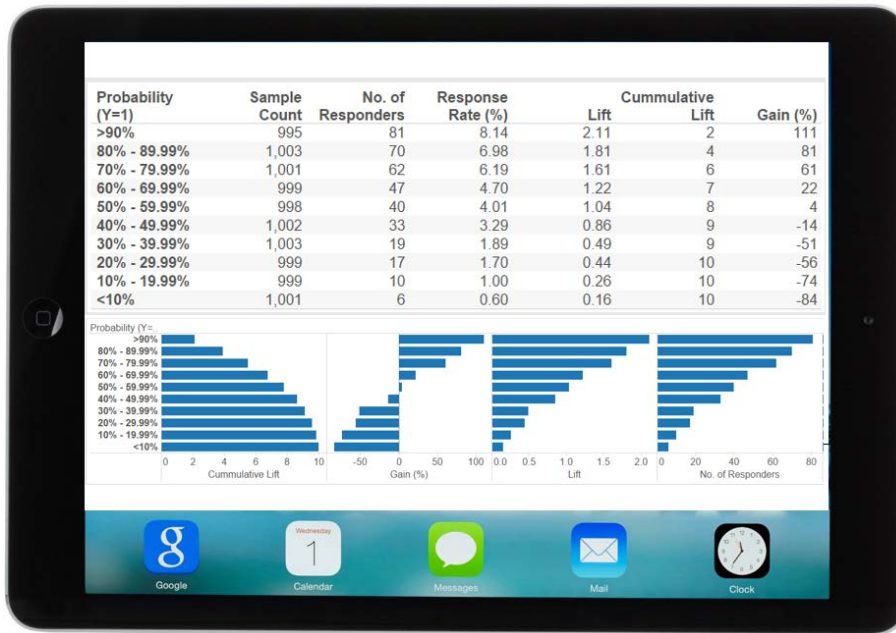 Probability Sample No. of Response Cummulative
(Y=1) Count Responders Rate (%) Lift Lift Gain (%)
>90% 995 81 8.14 2.11 2 111
80% - 89.99% 1,003 70 6.98 1.81 4 81
70% - 79.99% 1,001 62 6.19 1.61 6 61
60% - 69.99% 999 47 4.70 1.22 7 22
50% - 59.99% 998 40 4.01 1.04 8 4
40% - 49.99% 1,002 33 3.29 0.86 9 -14
30% - 39.99% 1,003 19 1.89 0.49 9 -51
20% - 29.99% 999 17 1.70 0.44 10 -56
10% - 19.99% 999 10 1.00 0.26 10 -74
<10% 1,001 6 0.60 0.16 10 -84
Probability (Y=..
>90%
80% - 89.99%
70% - 79.99%
60% - 69.99%
50% - 59.99%
40% - 49.99%
30% - 39.99%
20% - 29.99%
10% - 19.99%
<10%
0 2 4 6 8 10 -50 0 50 100 0.0 0.5 1.0 1.5 2.0 0 20 40 60 80
Cummulative Lift Gain (%) Lift No. of Responders
g Wednesday
1
Google Calendar Messages Mail Clock